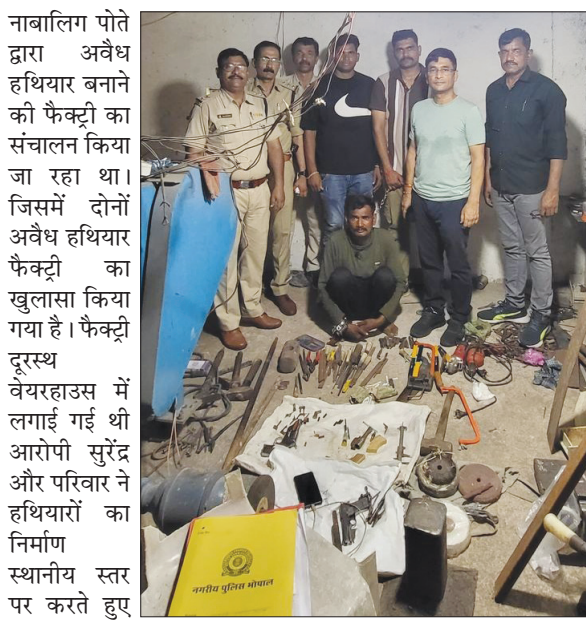 नाबालिग पोते
द्वारा अवैध
हथियार बनाने
की फैक्ट्री का
संचालन किया
जा रहा था।
जिसमें दोनों
अवैध हथियार
फैक्ट्री का
खुलासा किया
गया है। फैक्ट्री
दूरस्थ
वेयरहाउस में
लगाई गई थी
आरोपी सुरेंद्र
और परिवार ने
हथियारों का
निर्माण
स्थानीय स्तर
पर करते हुए
नगरीय पुलिस भोपाल